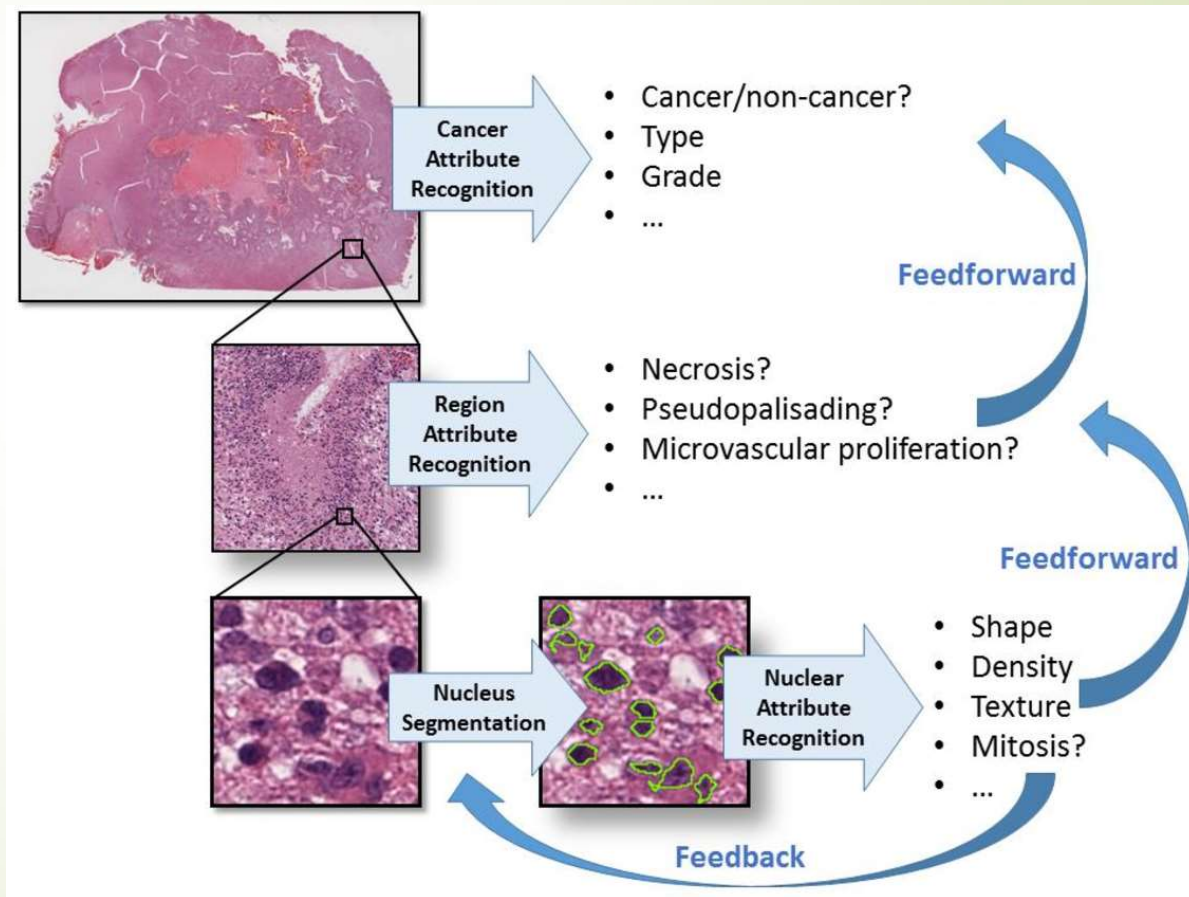 Cancer
Attribute
Recognition
• Cancer/non-cancer?
• Type
• Grade
• ...
Feedforward
Region
Attribute
Recognition
• Necrosis?
• Pseudopalisading?
• Microvascular proliferation?
• ...
Feedforward
Nucleus
Segmentation
Nuclear
Attribute
Recognition
• Shape
• Density
• Texture
• Mitosis?
• ...
Feedback